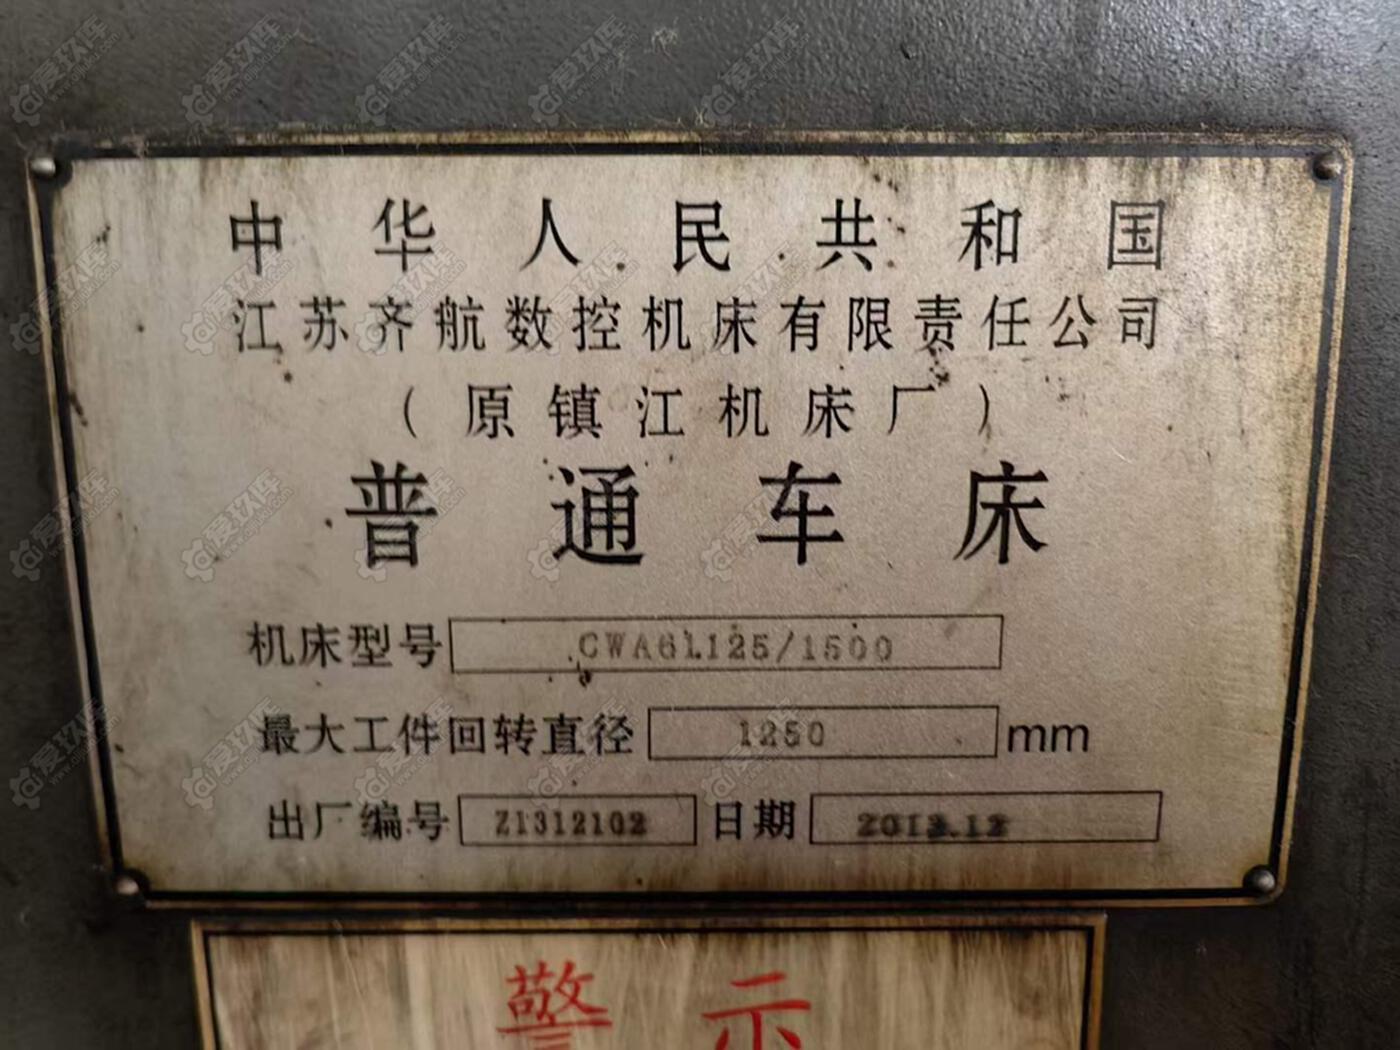 中华人民共和国
江苏齐航数控机床有限责任公司
（原镇江机床厂）
普通车床
机床型号 CWA61125/1500
最大工件回转直径 1250 mm
出厂编号 Z1312102 日期 2013.12
警示